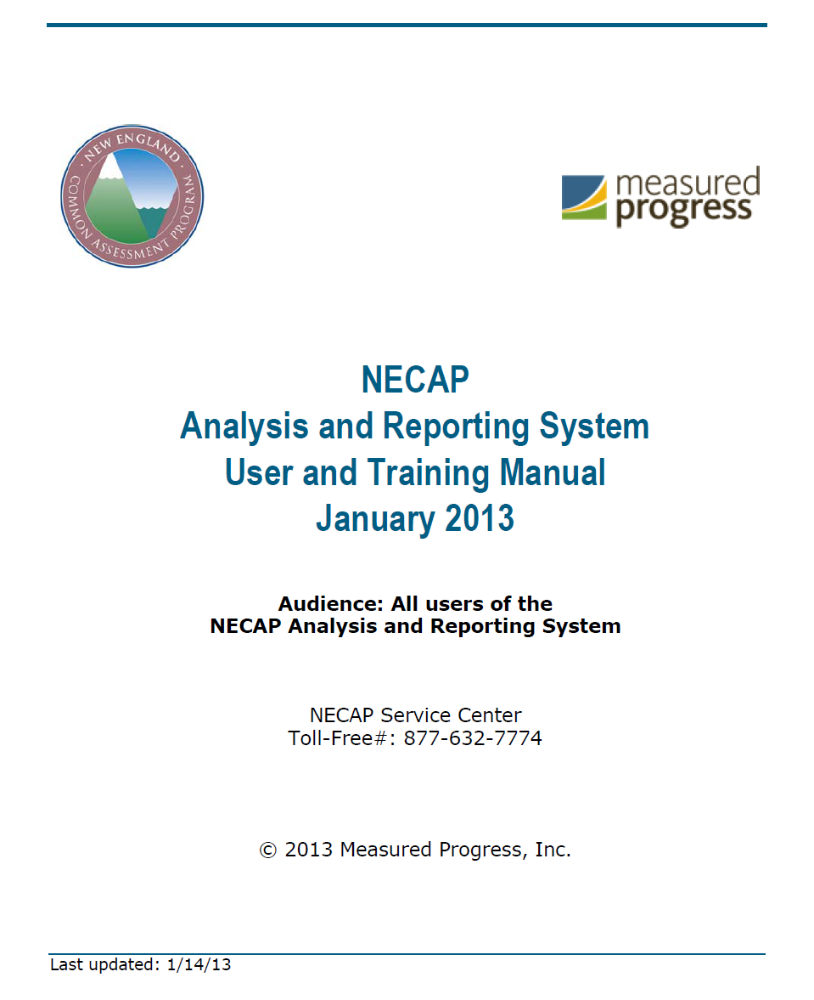 · NEW ENGLAND ·
COMMON ASSESSMENT PROGRAM
measured
progress
NECAP
Analysis and Reporting System
User and Training Manual
January 2013
Audience: All users of the
NECAP Analysis and Reporting System
NECAP Service Center
Toll-Free#: 877-632-7774
© 2013 Measured Progress, Inc.
Last updated: 1/14/13